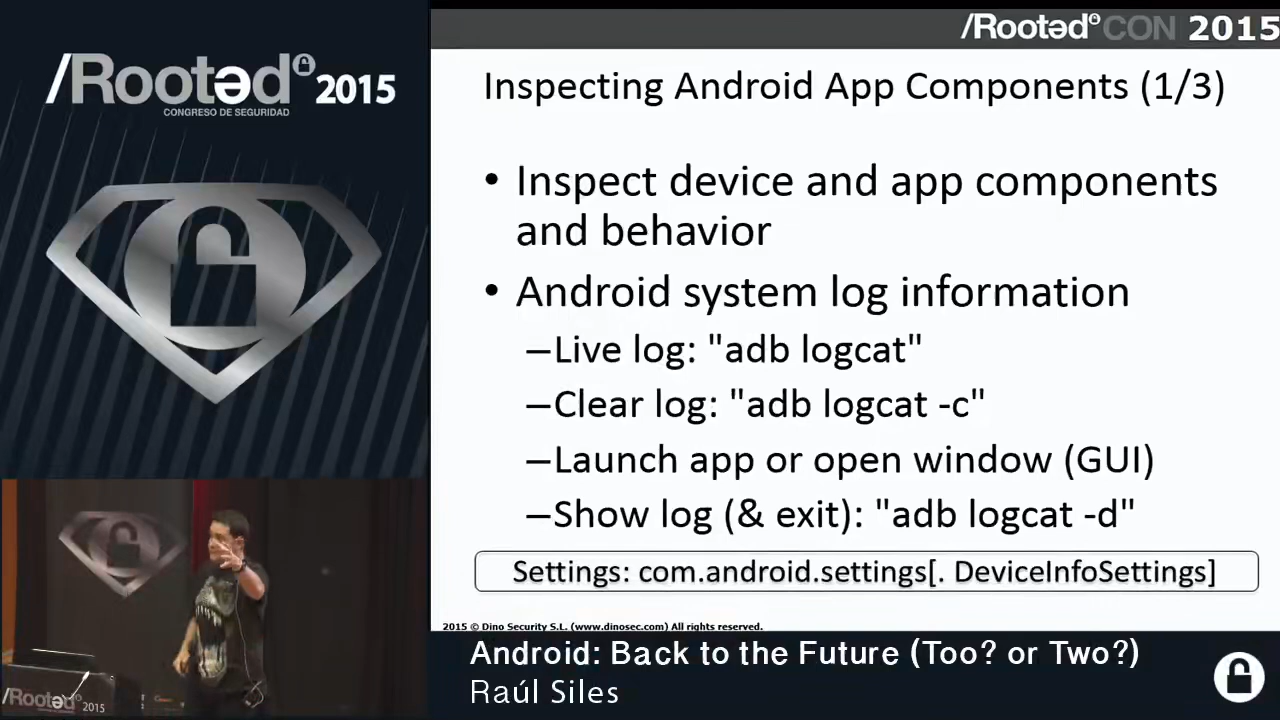 /Rootəd CON 2015
/Rootəd 2015
CONGRESO DE SEGURIDAD
Inspecting Android App Components (1/3)
• Inspect device and app components
and behavior
• Android system log information
–Live log: "adb logcat"
–Clear log: "adb logcat -c"
–Launch app or open window (GUI)
–Show log (& exit): "adb logcat -d"
Settings: com.android.settings[. DeviceInfoSettings]
2015 © Dino Security S.L. (www.dinosec.com) All rights reserved.
Android: Back to the Future (Too? or Two?)
Raúl Siles
/Rootəd 2015